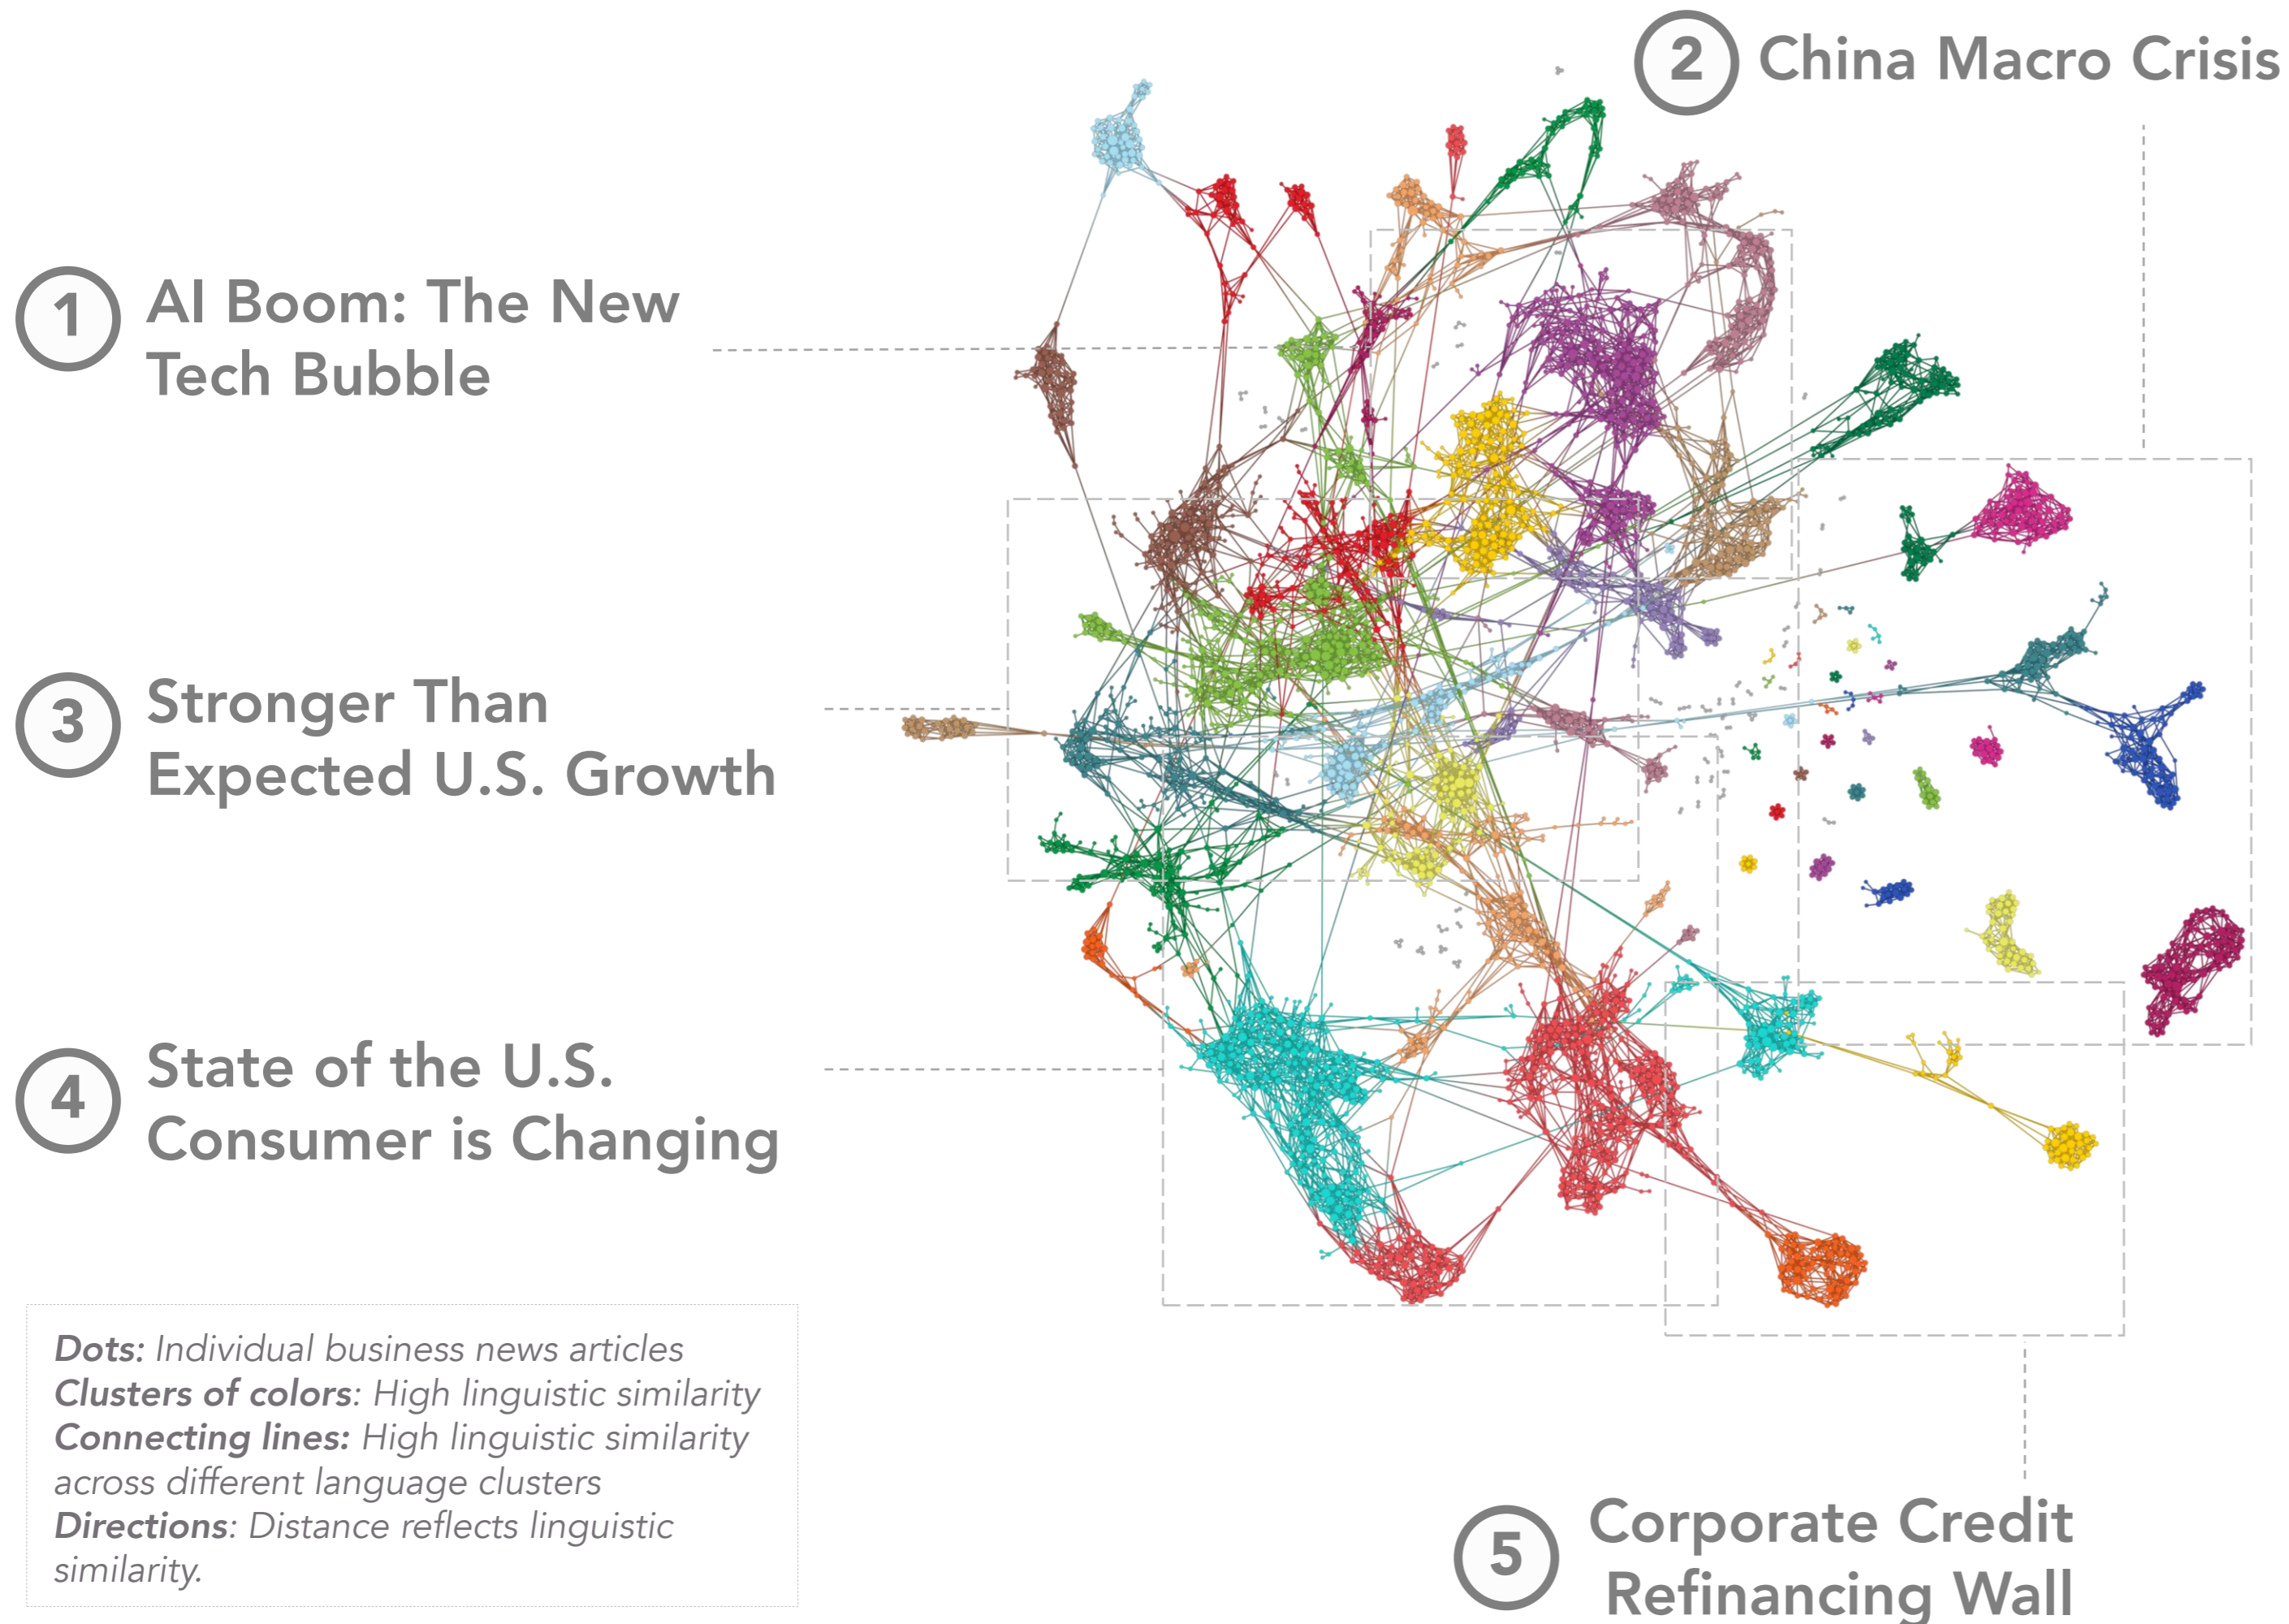 2 China Macro Crisis
1 AI Boom: The New
Tech Bubble
3 Stronger Than
Expected U.S. Growth
4 State of the U.S.
Consumer is Changing
Dots: Individual business news articles
Clusters of colors: High linguistic similarity
Connecting lines: High linguistic similarity
across different language clusters
Directions: Distance reflects linguistic
similarity.
5 Corporate Credit
Refinancing Wall